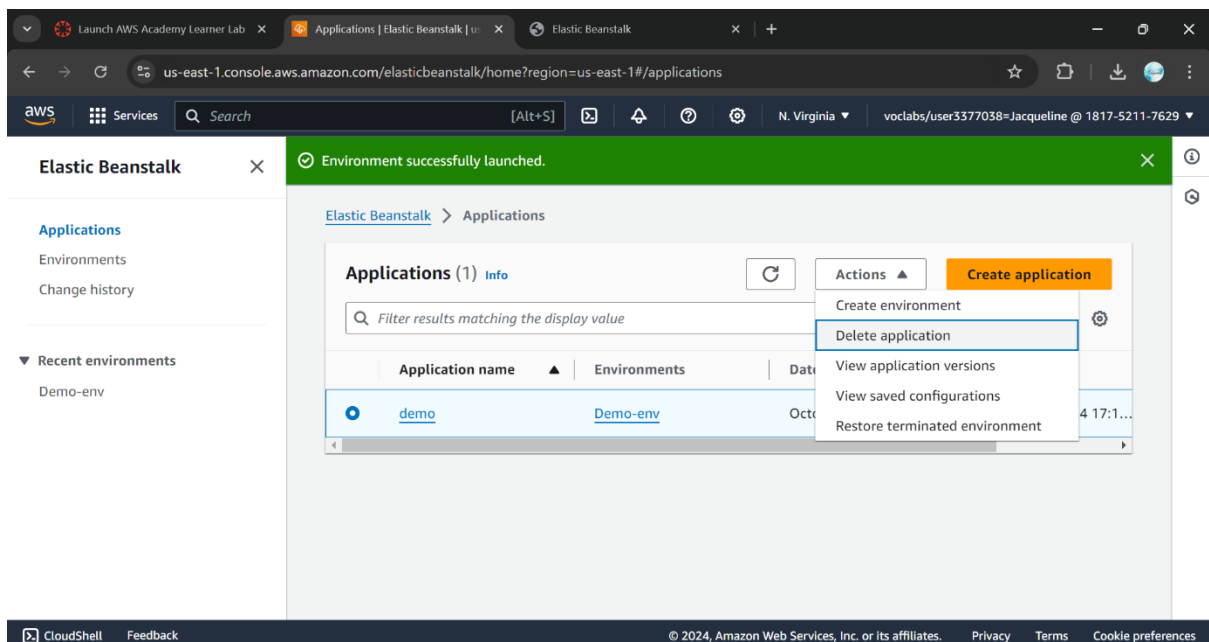 Launch AWS Academy Learner Lab
Applications | Elastic Beanstalk | us
Elastic Beanstalk
us-east-1.console.aws.amazon.com/elasticbeanstalk/home?region=us-east-1#/applications
aws
Services
Search
[Alt+S]
N. Virginia ▼
voclabs/user3377038=Jacqueline @ 1817-5211-7629 ▼
Elastic Beanstalk
Environment successfully launched.
Elastic Beanstalk > Applications
Applications
Environments
Change history
▼ Recent environments
Demo-env
Applications (1) Info
Actions ▲
Create application
Filter results matching the display value
Create environment
Delete application
View application versions
View saved configurations
Restore terminated environment
Application name ▲
Environments
Date
demo
Demo-env
Octo
4 17:1...
CloudShell
Feedback
© 2024, Amazon Web Services, Inc. or its affiliates.
Privacy
Terms
Cookie preferences